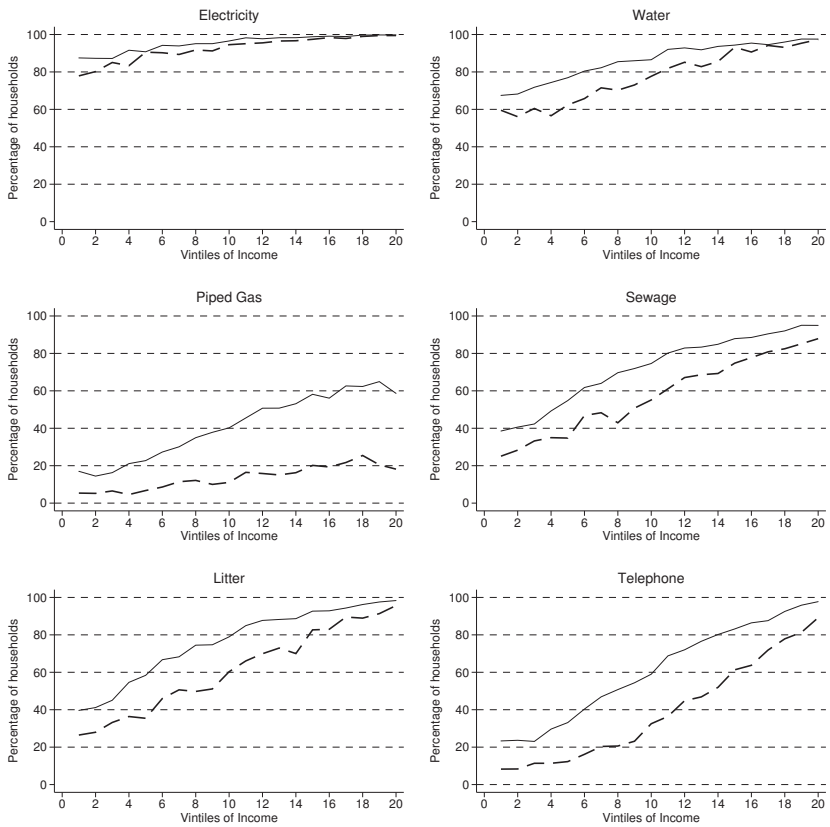 Electricity
Percentage of households
100
80
60
40
20
0
0 2 4 6 8 10 12 14 16 18 20
Vintiles of Income
Water
Percentage of households
100
80
60
40
20
0
0 2 4 6 8 10 12 14 16 18 20
Vintiles of Income
Piped Gas
Percentage of households
100
80
60
40
20
0
0 2 4 6 8 10 12 14 16 18 20
Vintiles of Income
Sewage
Percentage of households
100
80
60
40
20
0
0 2 4 6 8 10 12 14 16 18 20
Vintiles of Income
Litter
Percentage of households
100
80
60
40
20
0
0 2 4 6 8 10 12 14 16 18 20
Vintiles of Income
Telephone
Percentage of households
100
80
60
40
20
0
0 2 4 6 8 10 12 14 16 18 20
Vintiles of Income